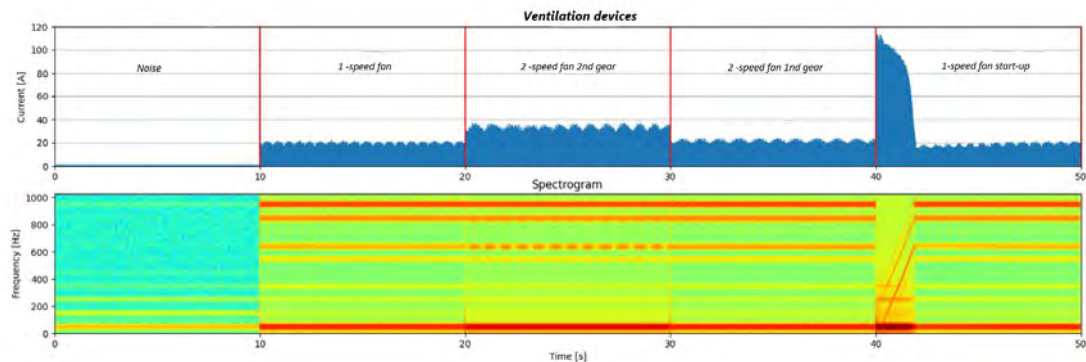 Ventilation devices
120
100
80
60
40
20
0
Current [A]
Noise
1 -speed fan
2 -speed fan 2nd gear
2 -speed fan 1nd gear
1-speed fan start-up
0 10 20 30 40 50
Spectrogram
1000
800
600
400
200
0
Frequency [Hz]
0 10 20 30 40 50
Time [s]